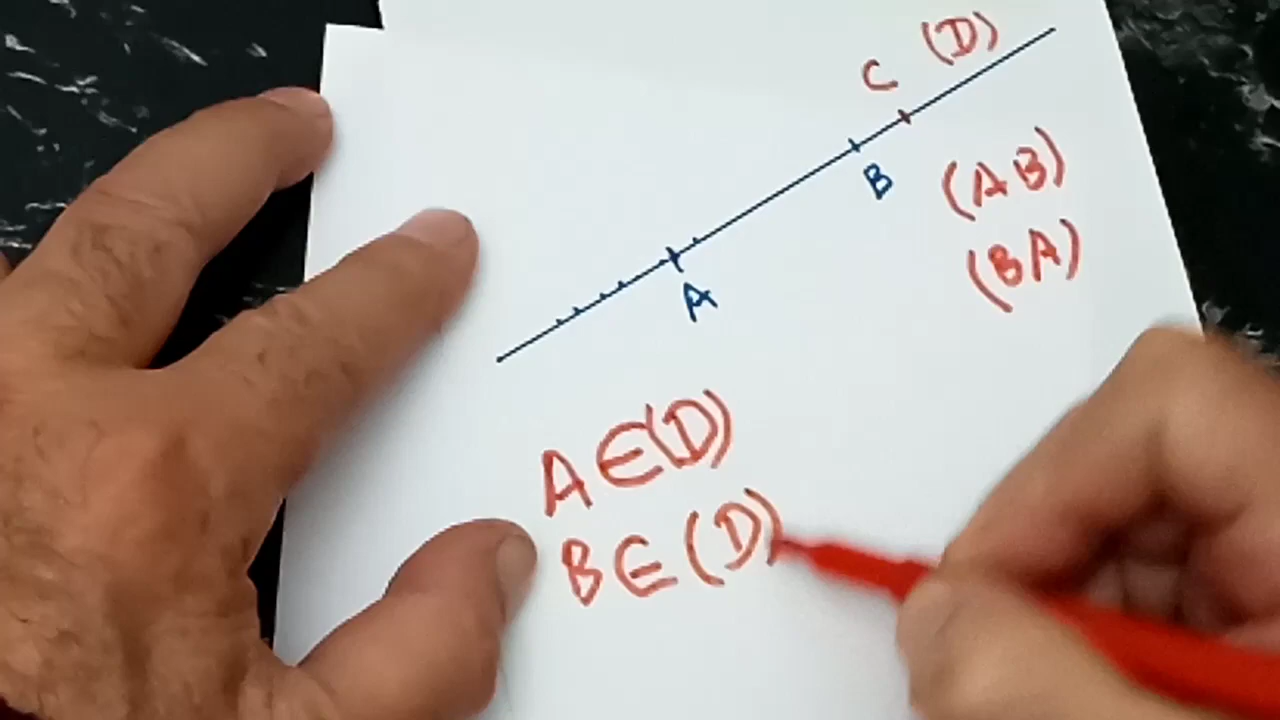 C (D)
B (AB)
A (BA)
A ∈ (D)
B ∈ (D)